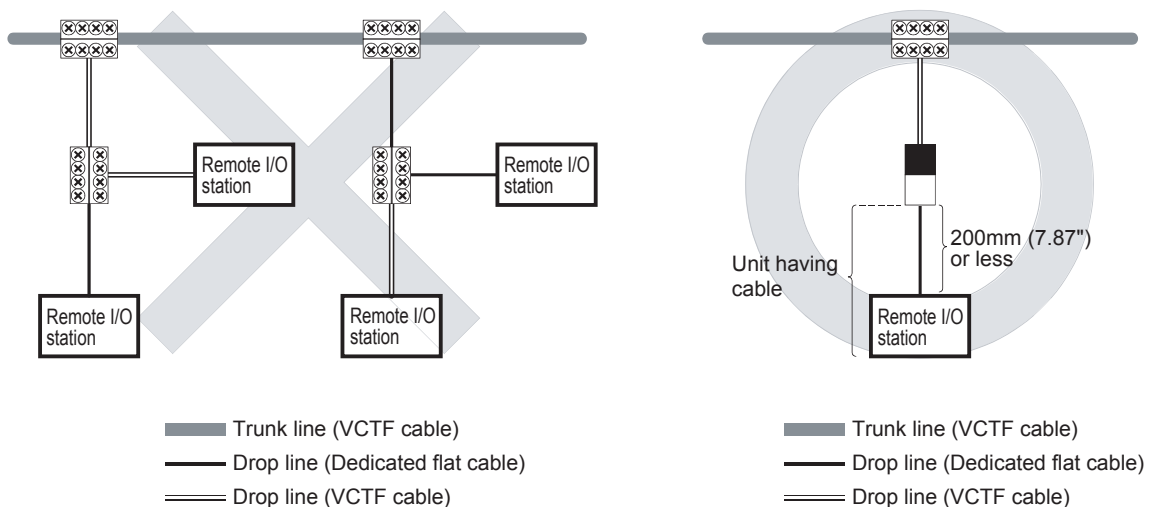 Remote I/O
station
Remote I/O
station
Remote I/O
station
Remote I/O
station
Unit having
cable
200mm (7.87")
or less
Remote I/O
station
Trunk line (VCTF cable)
Drop line (Dedicated flat cable)
Drop line (VCTF cable)
Trunk line (VCTF cable)
Drop line (Dedicated flat cable)
Drop line (VCTF cable)